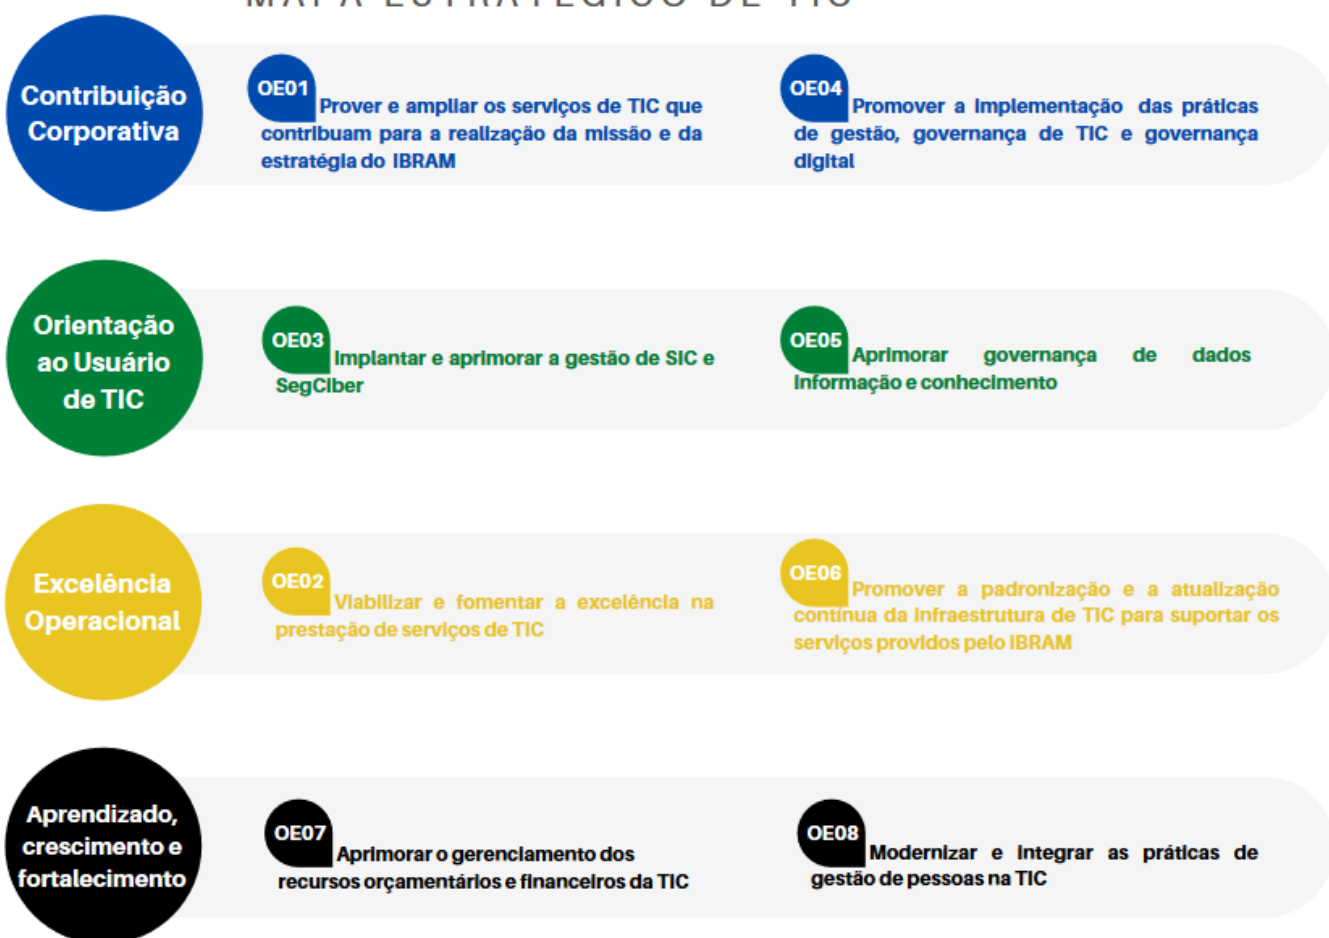 MAPA ESTRATÉGICO DE TIC
Contribuição
Corporativa
OE01
Prover e ampliar os serviços de TIC que
contribuam para a realização da missão e da
estratégia do IBRAM
OE04
Promover a implementação das práticas
de gestão, governança de TIC e governança
digital
Orientação
ao Usuário
de TIC
OE03
Implantar e aprimorar a gestão de SIC e
SegCiber
OE05
Aprimorar governança de dados
informação e conhecimento
Excelência
Operacional
OE02
Viabilizar e fomentar a excelência na
prestação de serviços de TIC
OE06
Promover a padronização e a atualização
contínua da infraestrutura de TIC para suportar os
serviços providos pelo IBRAM
Aprendizado,
crescimento e
fortalecimento
OE07
Aprimorar o gerenciamento dos
recursos orçamentários e financeiros da TIC
OE08
Modernizar e integrar as práticas de
gestão de pessoas na TIC